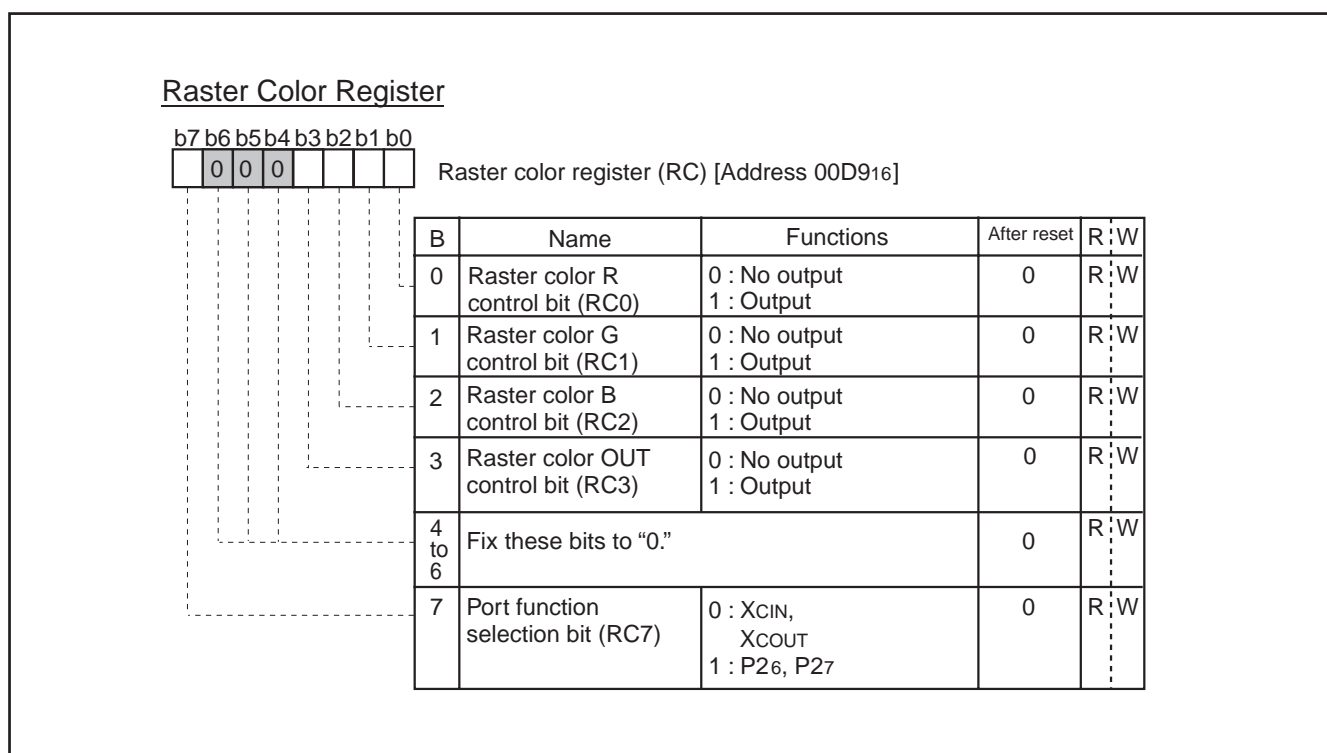 Raster Color Register
b7 b6 b5 b4 b3 b2 b1 b0
0 0 0
Raster color register (RC) [Address 00D916]
B Name Functions After reset R W
0 Raster color R control bit (RC0) 0 : No output 1 : Output 0 R W
1 Raster color G control bit (RC1) 0 : No output 1 : Output 0 R W
2 Raster color B control bit (RC2) 0 : No output 1 : Output 0 R W
3 Raster color OUT control bit (RC3) 0 : No output 1 : Output 0 R W
4 to 6 Fix these bits to “0.” 0 R W
7 Port function selection bit (RC7) 0 : XCIN, XCOUT 1 : P26, P27 0 R W